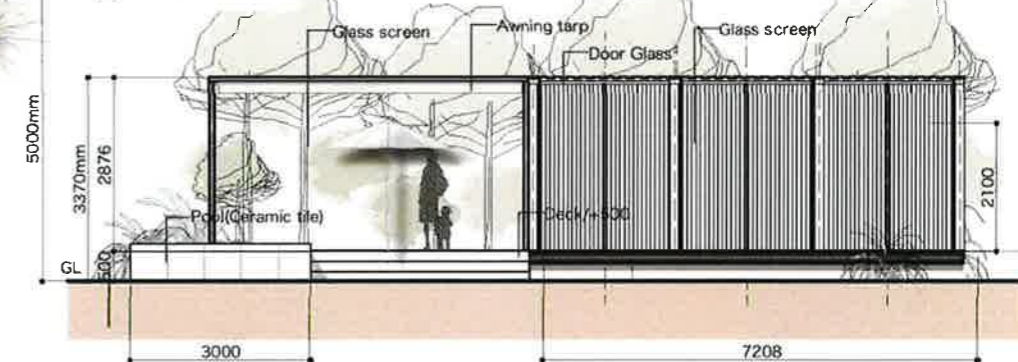 Glass screen
Awning tarp
Glass screen
Door Glass
5000mm
3370mm
2876
2100
Pool(Ceramic tile)
Deck/+500
GL
500
3000
7208